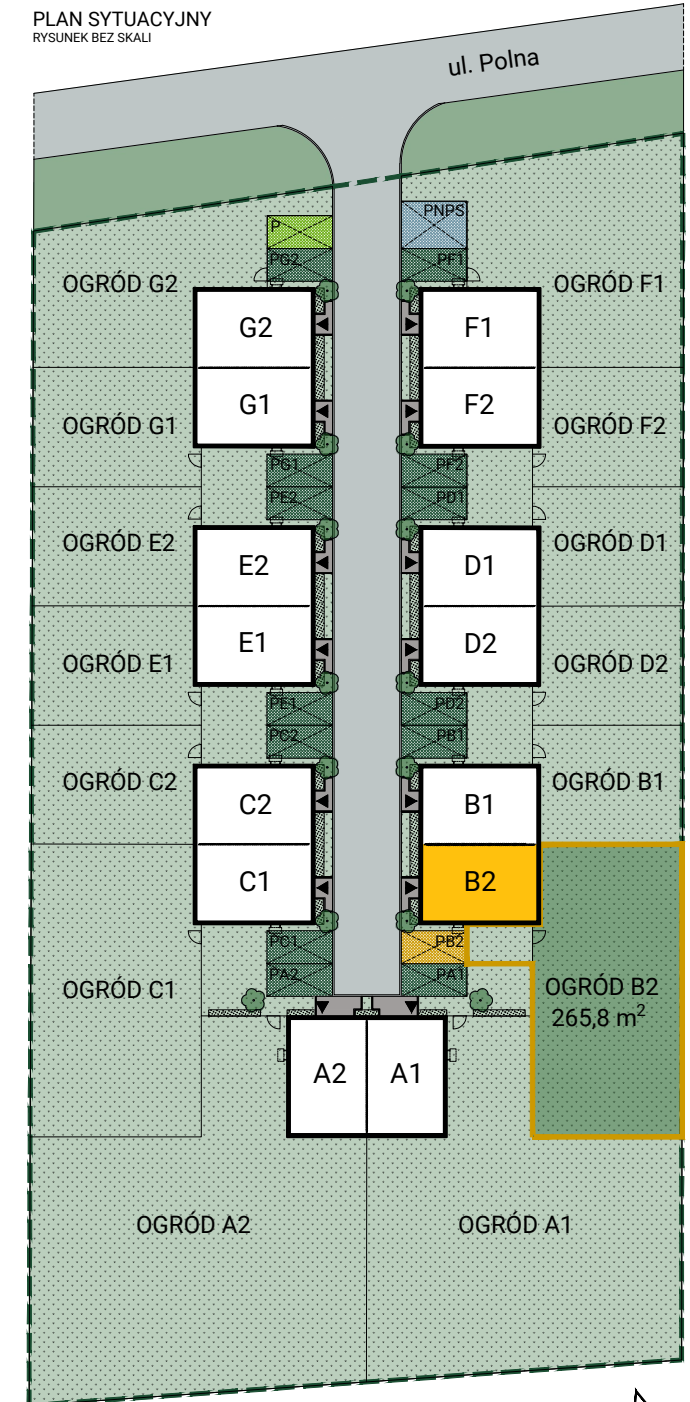 PLAN SYTUACYJNY
RYSUNEK BEZ SKALI
ul. Polna
P
PNPS
PG2
PF1
OGRÓD G2
OGRÓD F1
G2
F1
G1
F2
OGRÓD G1
OGRÓD F2
PG1
PF2
PE2
PD1
OGRÓD E2
OGRÓD D1
E2
D1
E1
D2
OGRÓD E1
OGRÓD D2
PE1
PD2
PC2
PB1
OGRÓD C2
OGRÓD B1
C2
B1
C1
B2
PC1
PB2
PA2
PA1
OGRÓD C1
OGRÓD B2
265,8 m²
A2
A1
OGRÓD A2
OGRÓD A1